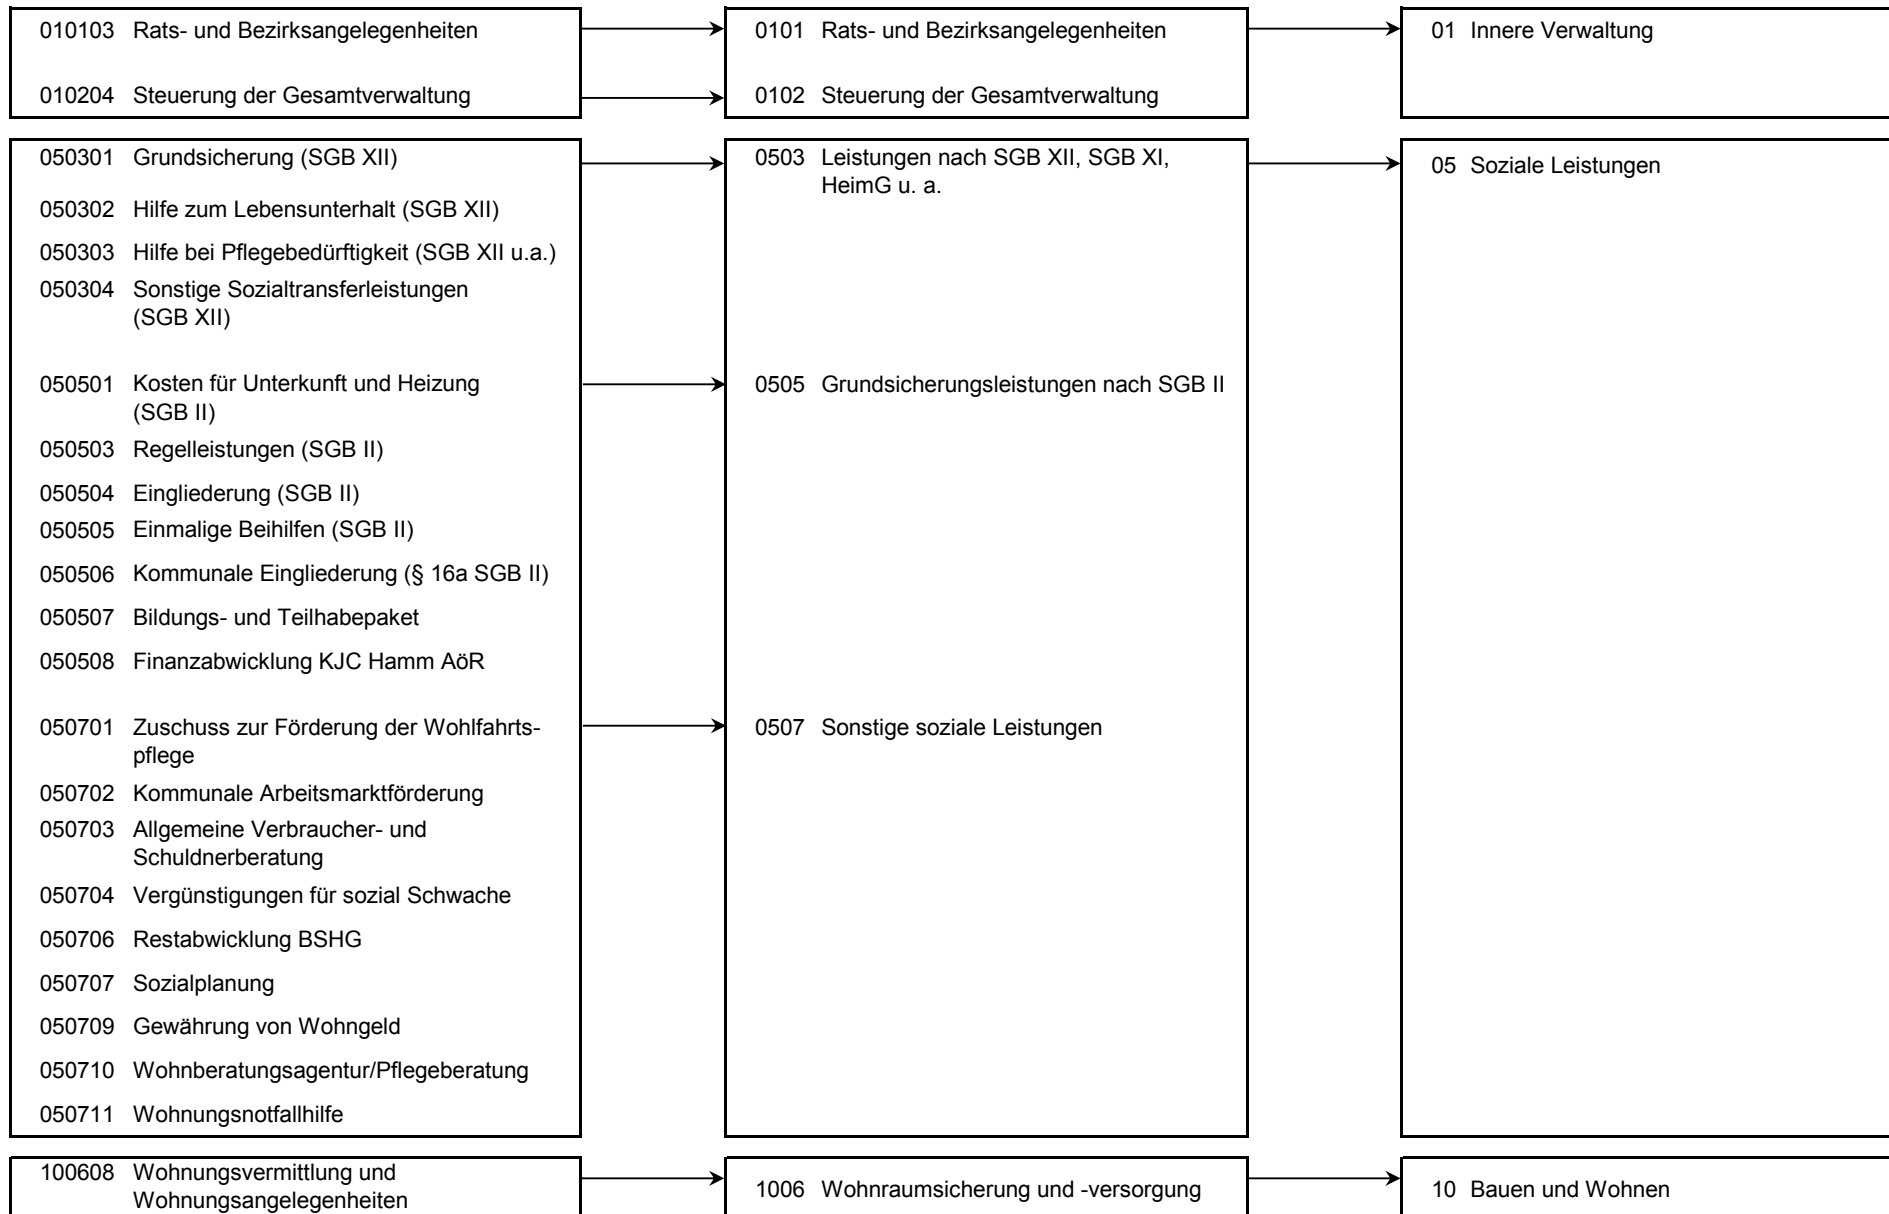 010103 Rats- und Bezirksangelegenheiten
0101 Rats- und Bezirksangelegenheiten
01 Innere Verwaltung
010204 Steuerung der Gesamtverwaltung
0102 Steuerung der Gesamtverwaltung
050301 Grundsicherung (SGB XII)
050302 Hilfe zum Lebensunterhalt (SGB XII)
050303 Hilfe bei Pflegebedürftigkeit (SGB XII u.a.)
050304 Sonstige Sozialtransferleistungen
(SGB XII)
0503 Leistungen nach SGB XII, SGB XI,
HeimG u. a.
05 Soziale Leistungen
050501 Kosten für Unterkunft und Heizung
(SGB II)
050503 Regelleistungen (SGB II)
050504 Eingliederung (SGB II)
050505 Einmalige Beihilfen (SGB II)
050506 Kommunale Eingliederung (§ 16a SGB II)
050507 Bildungs- und Teilhabepaket
050508 Finanzabwicklung KJC Hamm AöR
0505 Grundsicherungsleistungen nach SGB II
050701 Zuschuss zur Förderung der Wohlfahrts-
pflege
050702 Kommunale Arbeitsmarktförderung
050703 Allgemeine Verbraucher- und
Schuldnerberatung
050704 Vergünstigungen für sozial Schwache
050706 Restabwicklung BSHG
050707 Sozialplanung
050709 Gewährung von Wohngeld
050710 Wohnberatungsagentur/Pflegeberatung
050711 Wohnungsnotfallhilfe
0507 Sonstige soziale Leistungen
100608 Wohnungsvermittlung und
Wohnungsangelegenheiten
1006 Wohnraumsicherung und -versorgung
10 Bauen und Wohnen